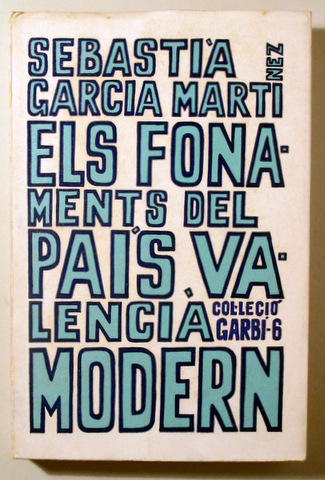 SEBASTIÀ
GARCIA MARTÍNEZ
ELS FONA-
MENTS DEL
PAÍS VA-
LENCIÀ
COL·LECCIÓ
GARBÍ-6
MODERN